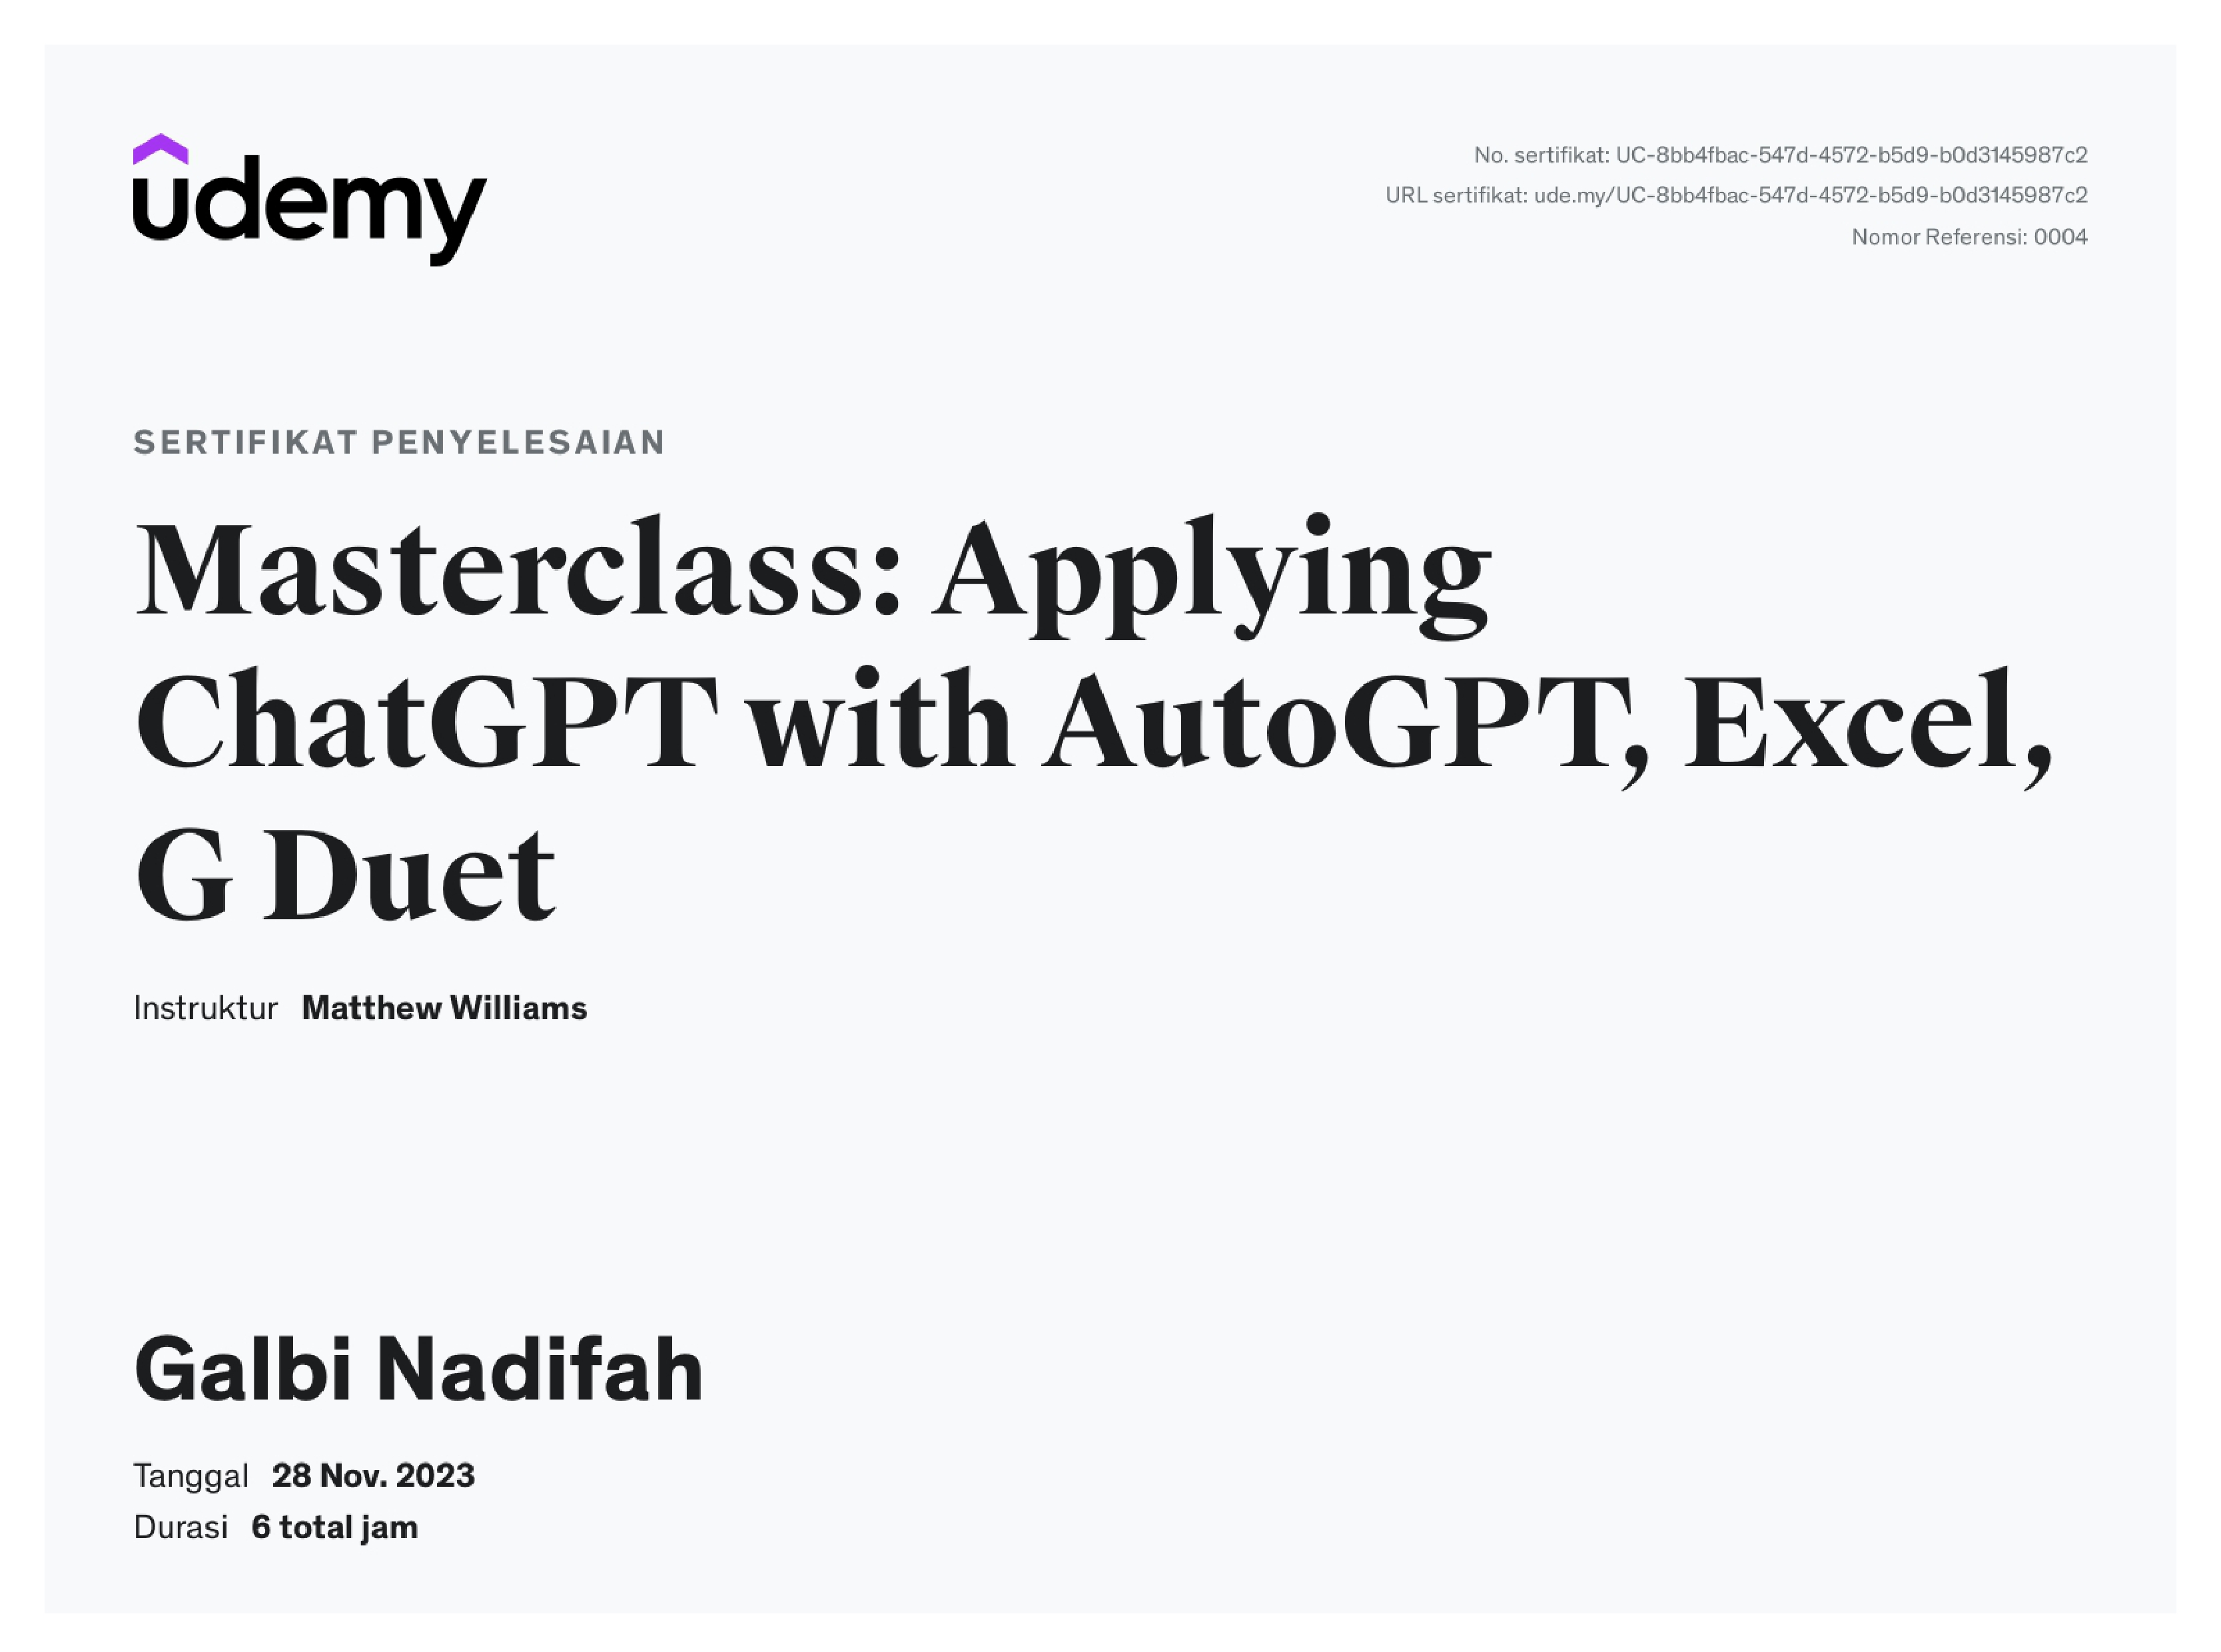 udemy
No. sertifikat: UC-8bb4fbac-547d-4572-b5d9-b0d3145987c2
URL sertifikat: ude.my/UC-8bb4fbac-547d-4572-b5d9-b0d3145987c2
Nomor Referensi: 0004
SERTIFIKAT PENYELESAIAN
Masterclass: Applying
ChatGPT with AutoGPT, Excel,
G Duet
Instruktur Matthew Williams
Galbi Nadifah
Tanggal 28 Nov. 2023
Durasi 6 total jam